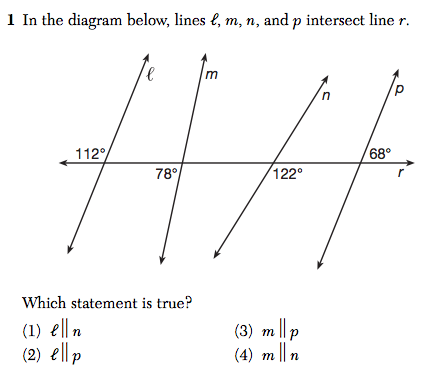 1 In the diagram below, lines ℓ, m, n, and p intersect line r.
ℓ
m
n
p
112°
68°
78°
122°
r
Which statement is true?
(1) ℓ || n
(2) ℓ || p
(3) m || p
(4) m || n